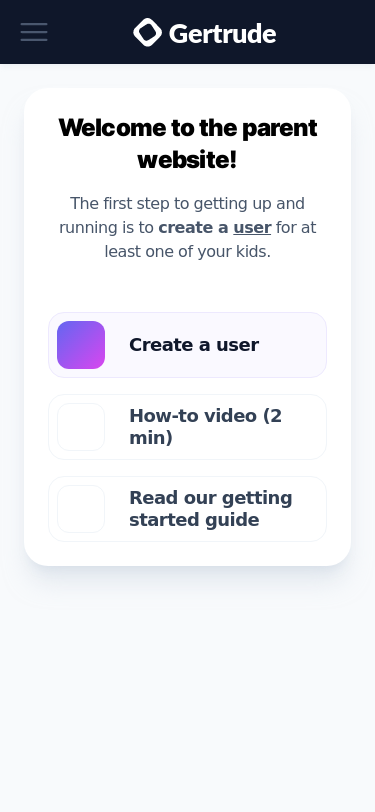 Gertrude
Welcome to the parent
website!
The first step to getting up and
running is to create a user for at
least one of your kids.
Create a user
How-to video (2
min)
Read our getting
started guide